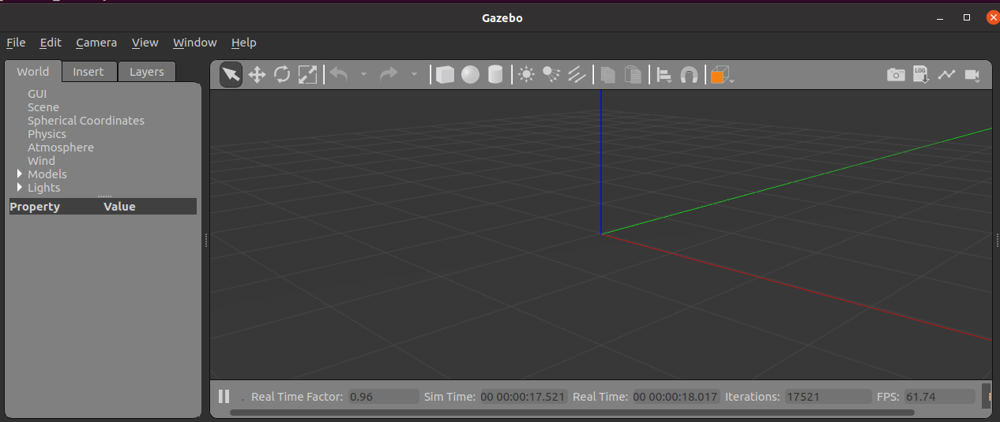 Gazebo
File Edit Camera View Window Help
World Insert Layers
LOG
GUI
Scene
Spherical Coordinates
Physics
Atmosphere
Wind
Models
Lights
Property Value
Real Time Factor: 0.96 Sim Time: 00 00:00:17.521 Real Time: 00 00:00:18.017 Iterations: 17521 FPS: 61.74